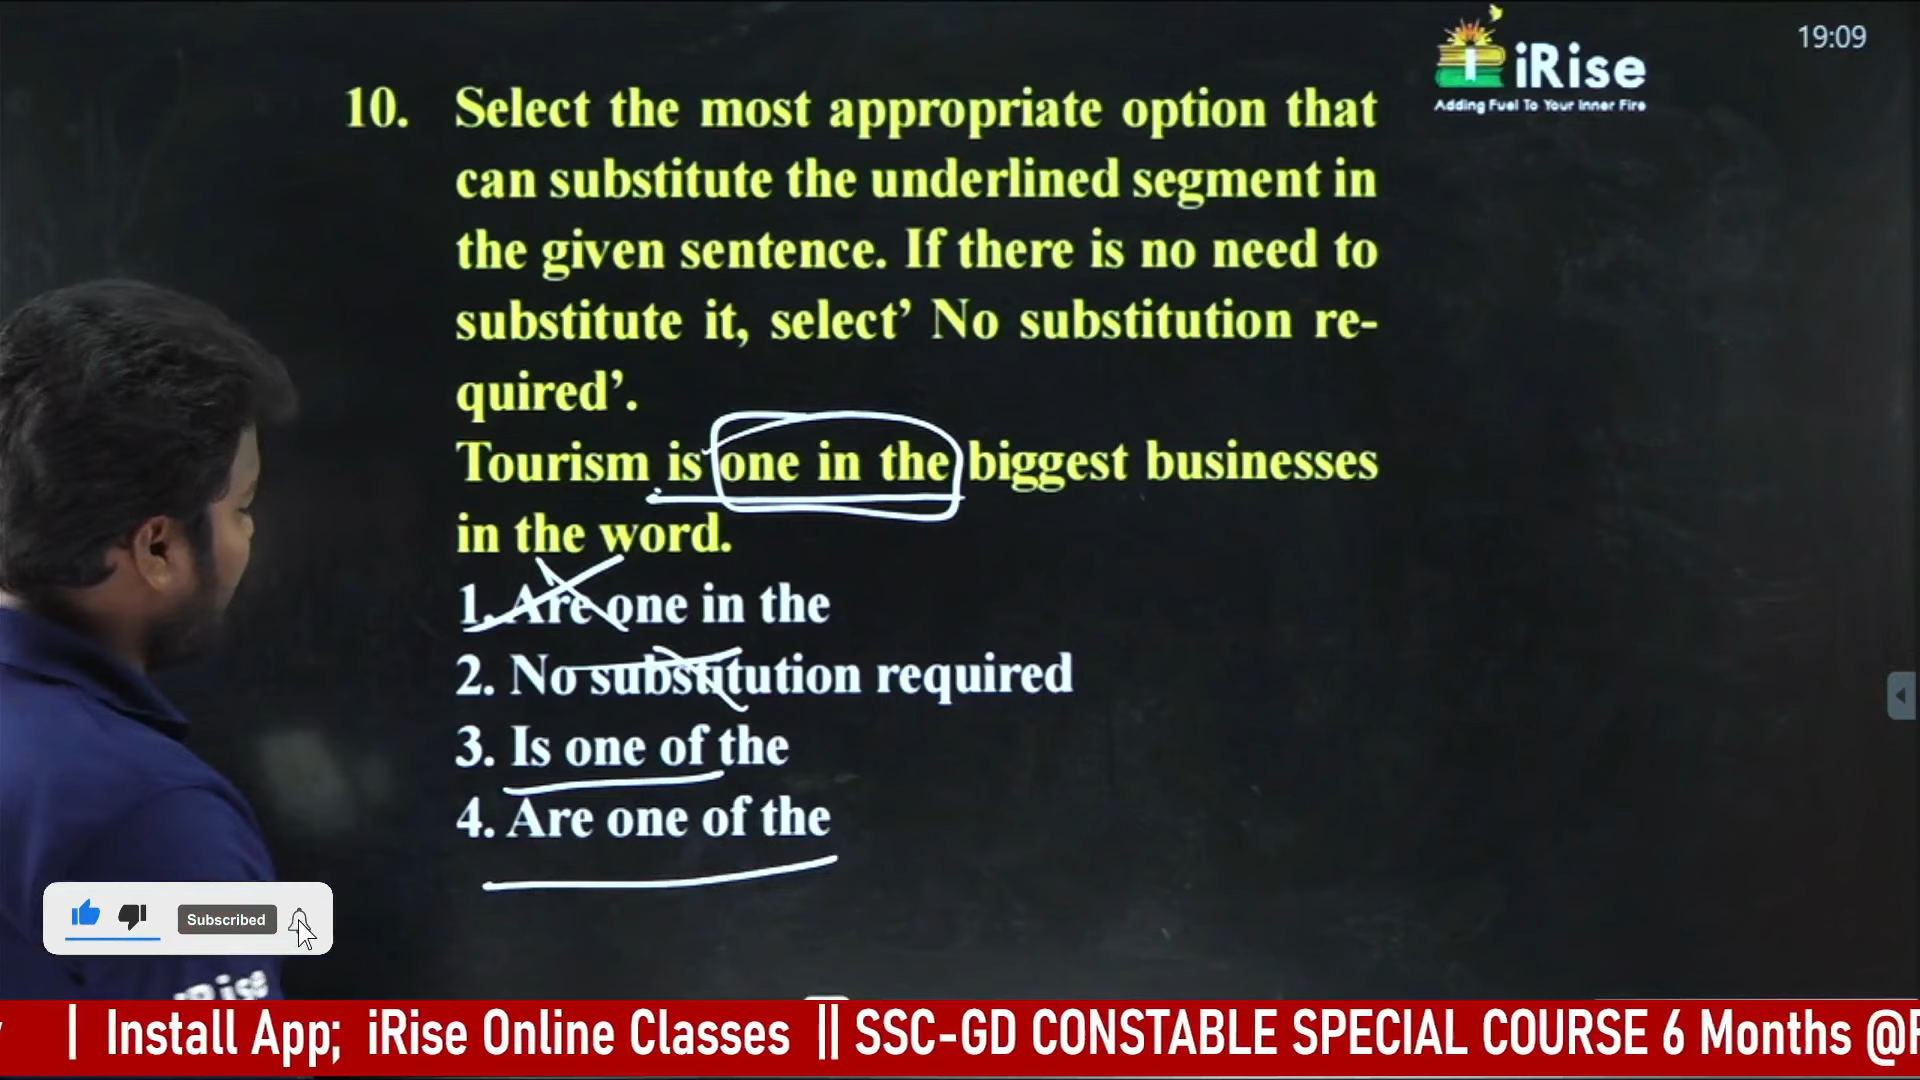 iRise
Adding Fuel To Your Inner Fire
19:09
10. Select the most appropriate option that
can substitute the underlined segment in
the given sentence. If there is no need to
substitute it, select’ No substitution re-
quired’.
Tourism is one in the biggest businesses
in the word.
1. Are one in the
2. No substitution required
3. Is one of the
4. Are one of the
Subscribed
iRise
| Install App; iRise Online Classes || SSC-GD CONSTABLE SPECIAL COURSE 6 Months